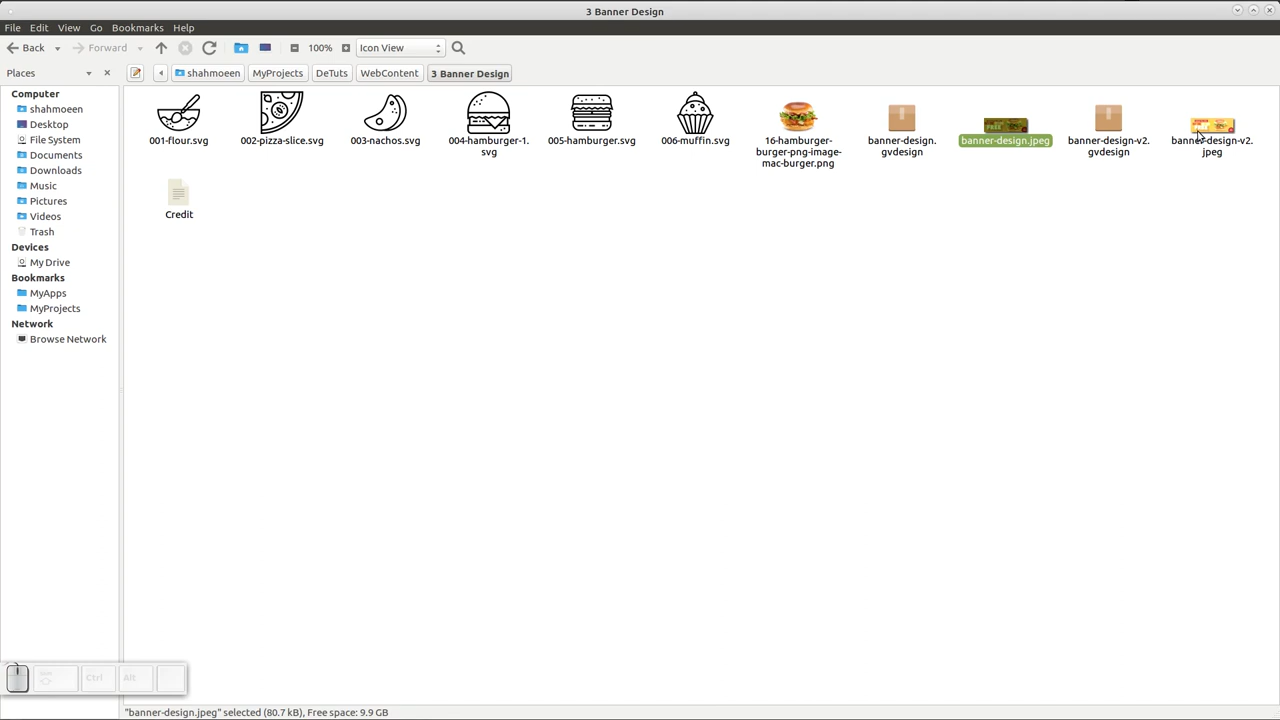 3 Banner Design
File Edit View Go Bookmarks Help
Back Forward 100% Icon View
Places shahmoeen MyProjects DeTuts WebContent 3 Banner Design
Computer
shahmoeen
Desktop
File System
Documents
Downloads
Music
Pictures
Videos
Trash
Devices
My Drive
Bookmarks
MyApps
MyProjects
Network
Browse Network
001-flour.svg
002-pizza-slice.svg
003-nachos.svg
004-hamburger-1.
svg
005-hamburger.svg
006-muffin.svg
16-hamburger-
burger-png-image-
mac-burger.png
banner-design.
gvdesign
banner-design.jpeg
banner-design-v2.
gvdesign
banner-design-v2.
jpeg
Credit
Ctrl Alt
"banner-design.jpeg" selected (80.7 kB), Free space: 9.9 GB